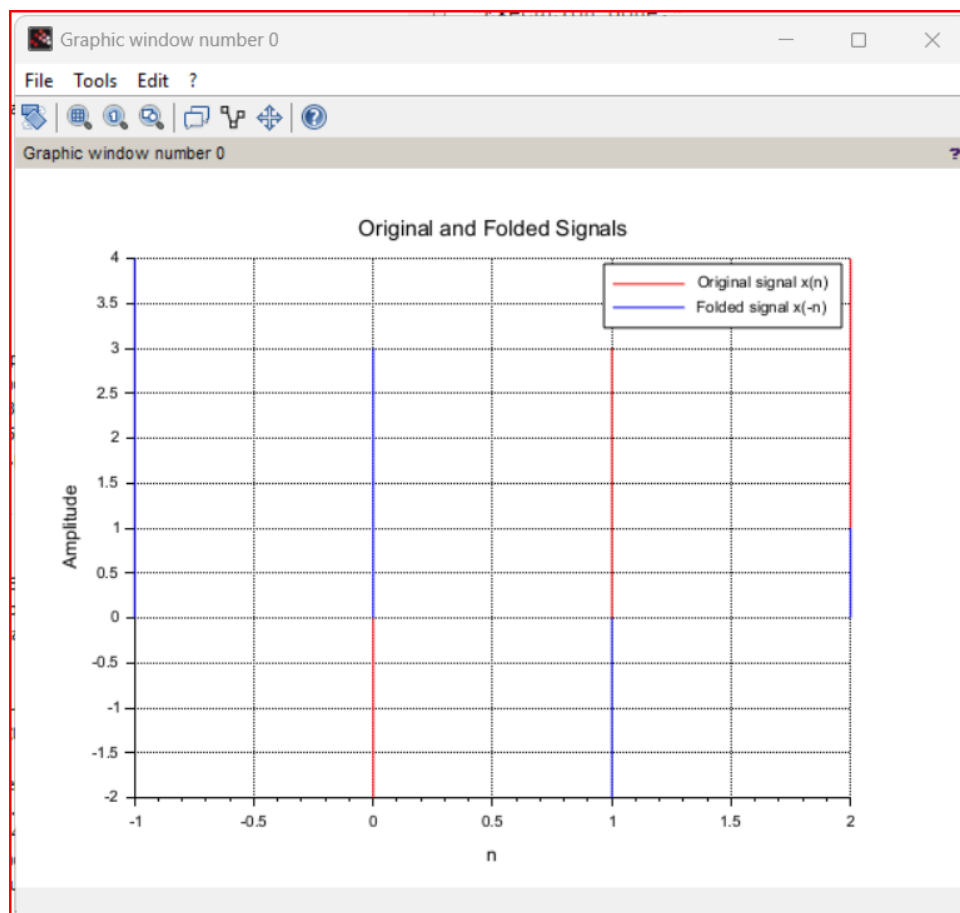 Graphic window number 0
File Tools Edit ?
Graphic window number 0 ?
Original and Folded Signals
Original signal x(n)
Folded signal x(-n)
4
3.5
3
2.5
2
1.5
1
0.5
0
-0.5
-1
-1.5
-2
Amplitude
-1 -0.5 0 0.5 1 1.5 2
n